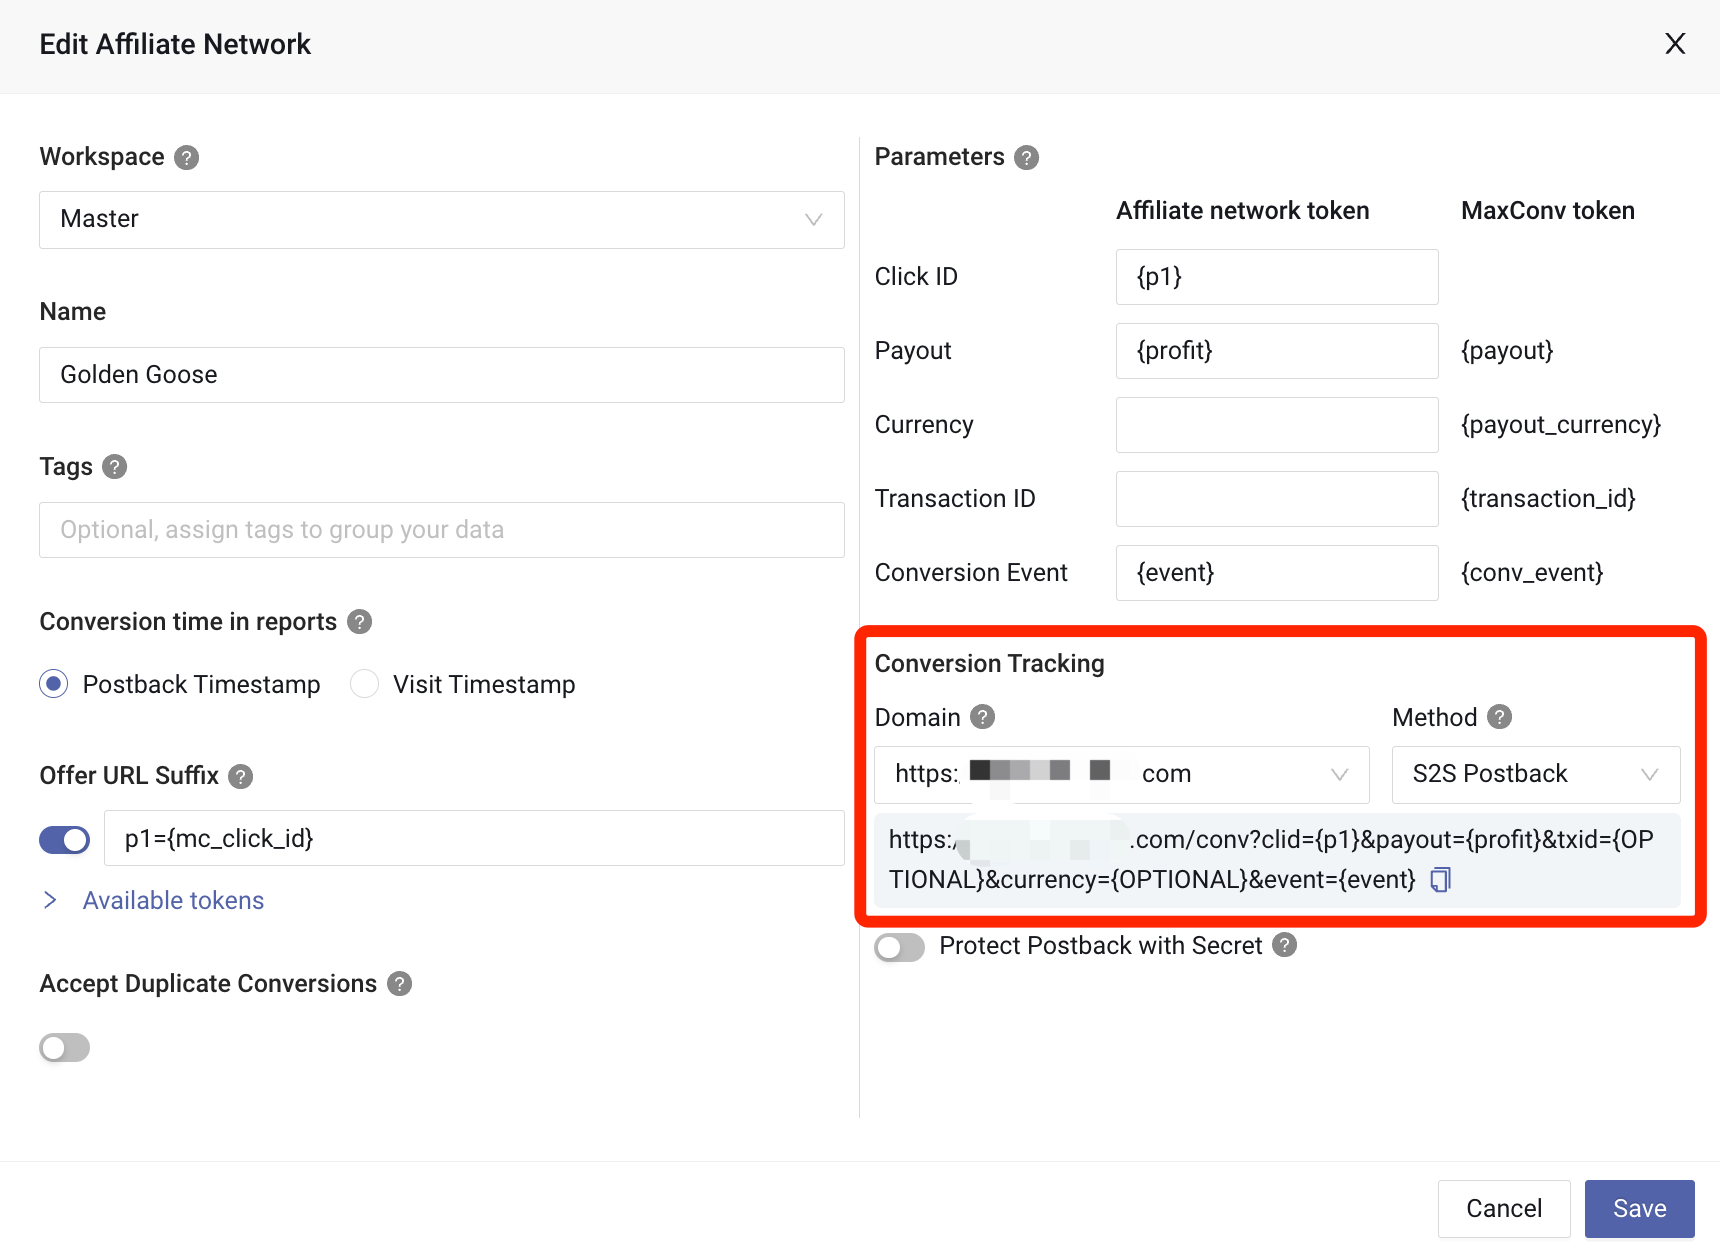 Edit Affiliate Network
Workspace ?
Master
Name
Golden Goose
Tags ?
Optional, assign tags to group your data
Conversion time in reports ?
Postback Timestamp
Visit Timestamp
Offer URL Suffix ?
p1={mc_click_id}
Available tokens
Accept Duplicate Conversions ?
Parameters ?
Affiliate network token
MaxConv token
Click ID
{p1}
Payout
{profit}
{payout}
Currency
{payout_currency}
Transaction ID
{transaction_id}
Conversion Event
{event}
{conv_event}
Conversion Tracking
Domain ?
Method ?
https: com
S2S Postback
https:/ .com/conv?clid={p1}&payout={profit}&txid={OP
TIONAL}&currency={OPTIONAL}&event={event}
Protect Postback with Secret ?
Cancel
Save